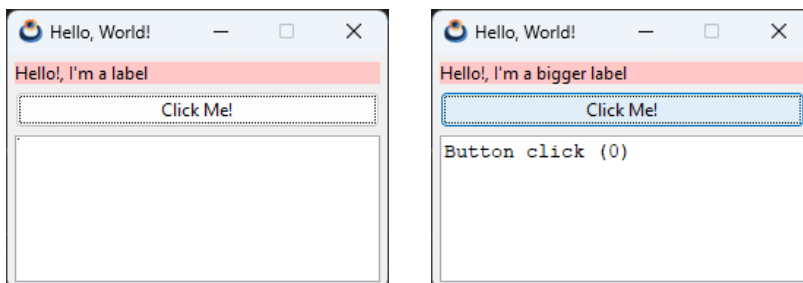 Hello, World!
Hello!, I'm a label
Click Me!
Hello, World!
Hello!, I'm a bigger label
Click Me!
Button click (0)